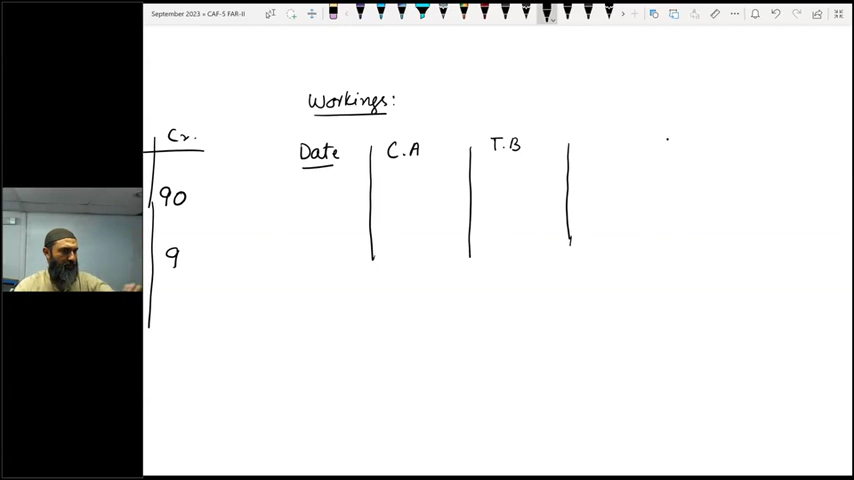 September 2023 » CAF-5 FAR-II
Workings:
Cr.
Date C.A T.B
90
9